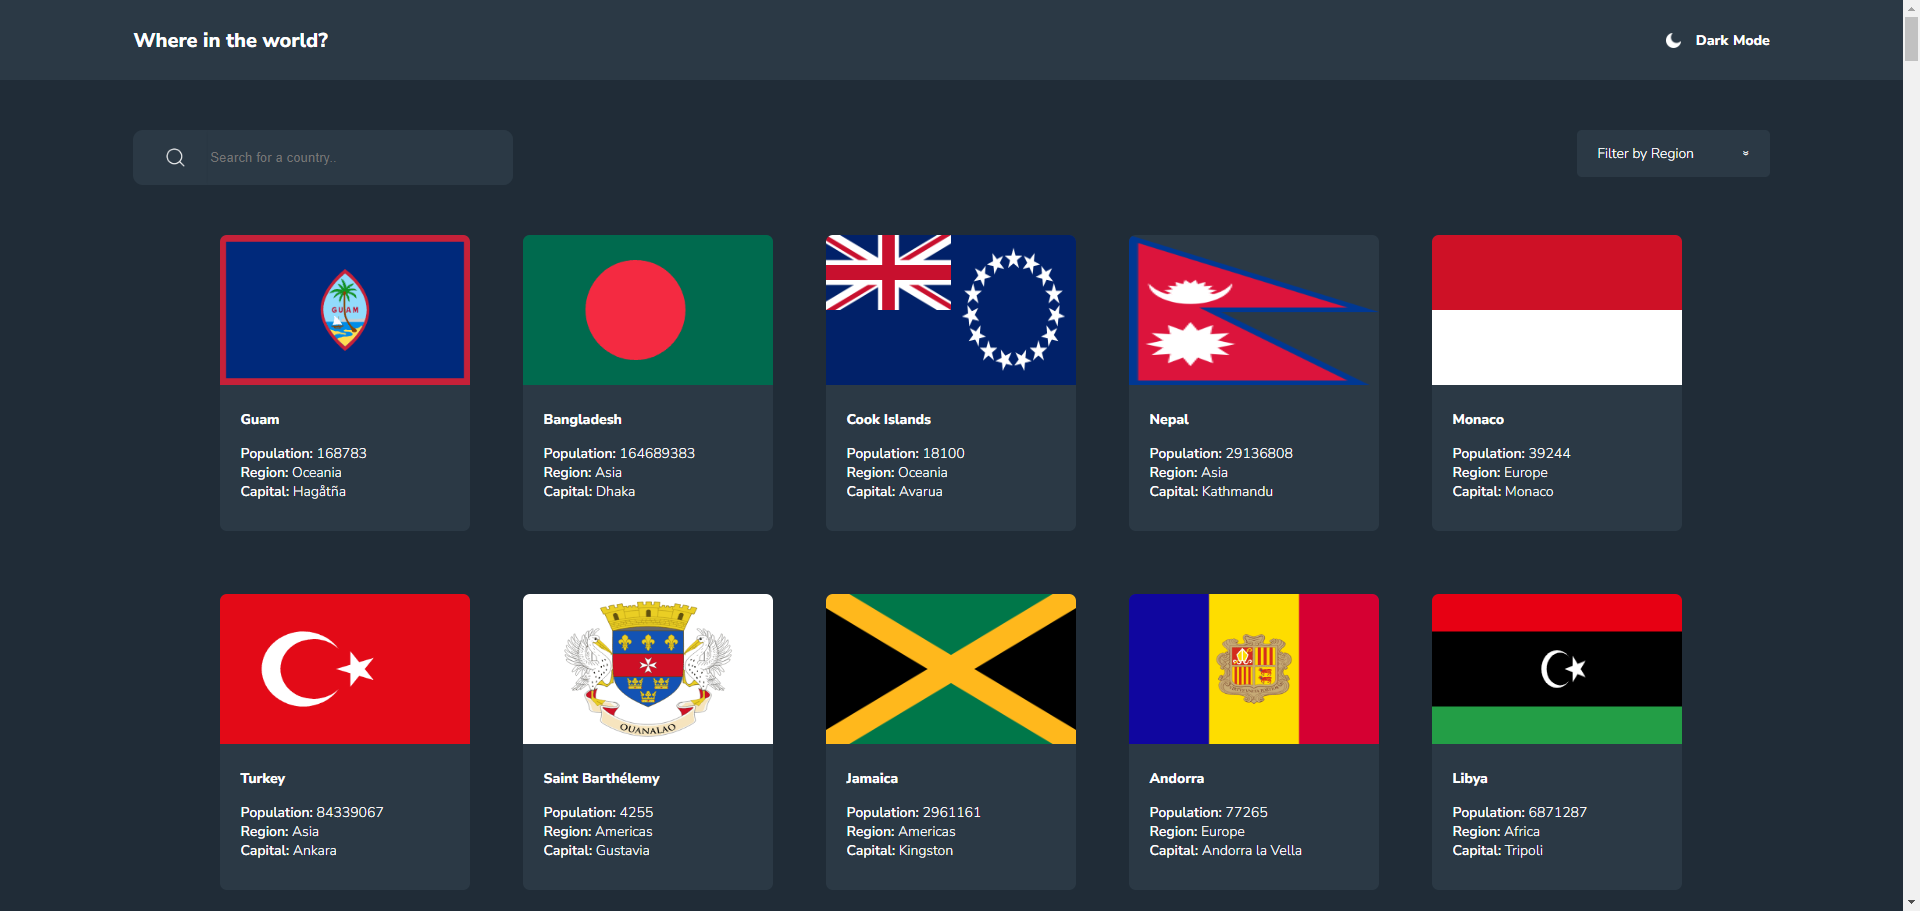 Where in the world?
Dark Mode
Search for a country..
Filter by Region
GUAM
Guam
Population: 168783
Region: Oceania
Capital: Hagåtña
Bangladesh
Population: 164689383
Region: Asia
Capital: Dhaka
Cook Islands
Population: 18100
Region: Oceania
Capital: Avarua
Nepal
Population: 29136808
Region: Asia
Capital: Kathmandu
Monaco
Population: 39244
Region: Europe
Capital: Monaco
OUANALAO
Turkey
Population: 84339067
Region: Asia
Capital: Ankara
Saint Barthélemy
Population: 4255
Region: Americas
Capital: Gustavia
Jamaica
Population: 2961161
Region: Americas
Capital: Kingston
Andorra
Population: 77265
Region: Europe
Capital: Andorra la Vella
Libya
Population: 6871287
Region: Africa
Capital: Tripoli